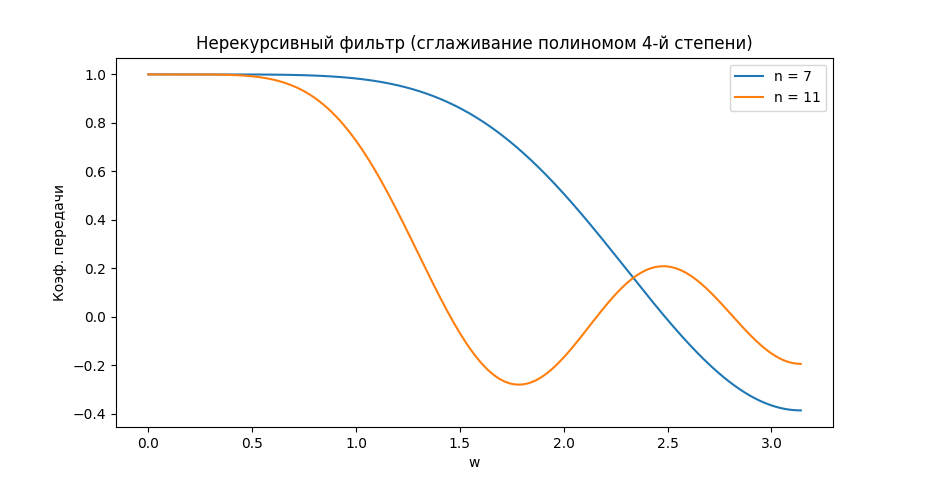 Нерекурсивный фильтр (сглаживание полиномом 4-й степени)
n = 7
n = 11
Коэф. передачи
1.0
0.8
0.6
0.4
0.2
0.0
−0.2
−0.4
0.0 0.5 1.0 1.5 2.0 2.5 3.0
w